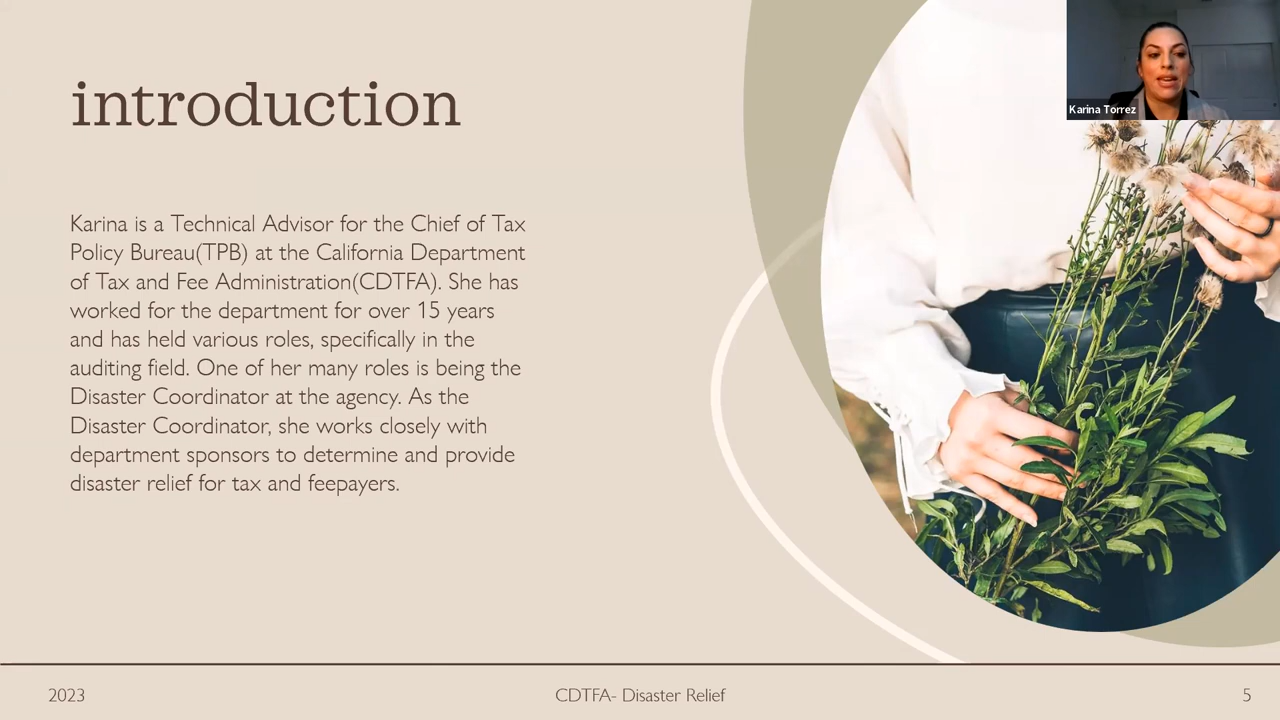 Karina Torrez
introduction
Karina is a Technical Advisor for the Chief of Tax
Policy Bureau(TPB) at the California Department
of Tax and Fee Administration(CDTFA). She has
worked for the department for over 15 years
and has held various roles, specifically in the
auditing field. One of her many roles is being the
Disaster Coordinator at the agency. As the
Disaster Coordinator, she works closely with
department sponsors to determine and provide
disaster relief for tax and feepayers.
2023
CDTFA- Disaster Relief
5